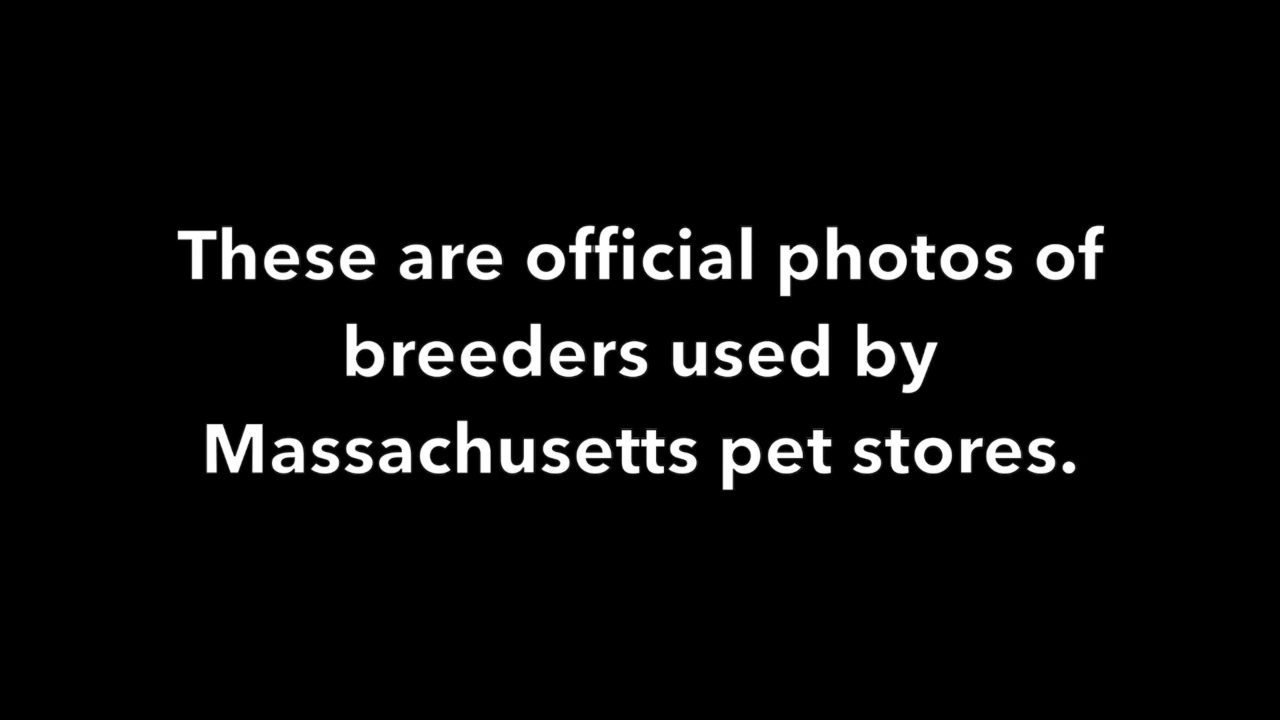 These are official photos of
breeders used by
Massachusetts pet stores.